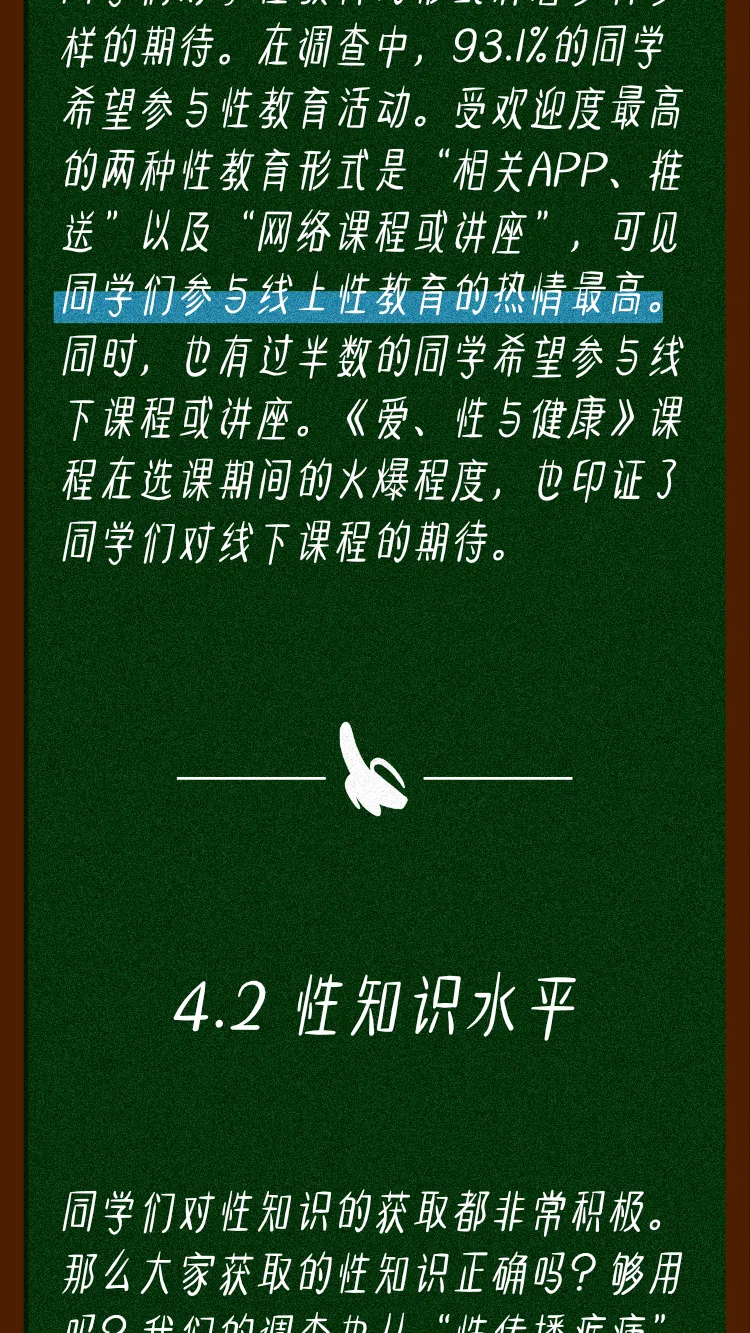 样的期待。在调查中，93.1%的同学
希望参与性教育活动。受欢迎度最高
的两种性教育形式是“相关APP、推
送”以及“网络课程或讲座”，可见
同学们参与线上性教育的热情最高。
同时，也有过半数的同学希望参与线
下课程或讲座。《爱、性与健康》课
程在选课期间的火爆程度，也印证了
同学们对线下课程的期待。
4.2 性知识水平
同学们对性知识的获取都非常积极。
那么大家获取的性知识正确吗？够用
吗？我们的调查也从“性传播疾病”